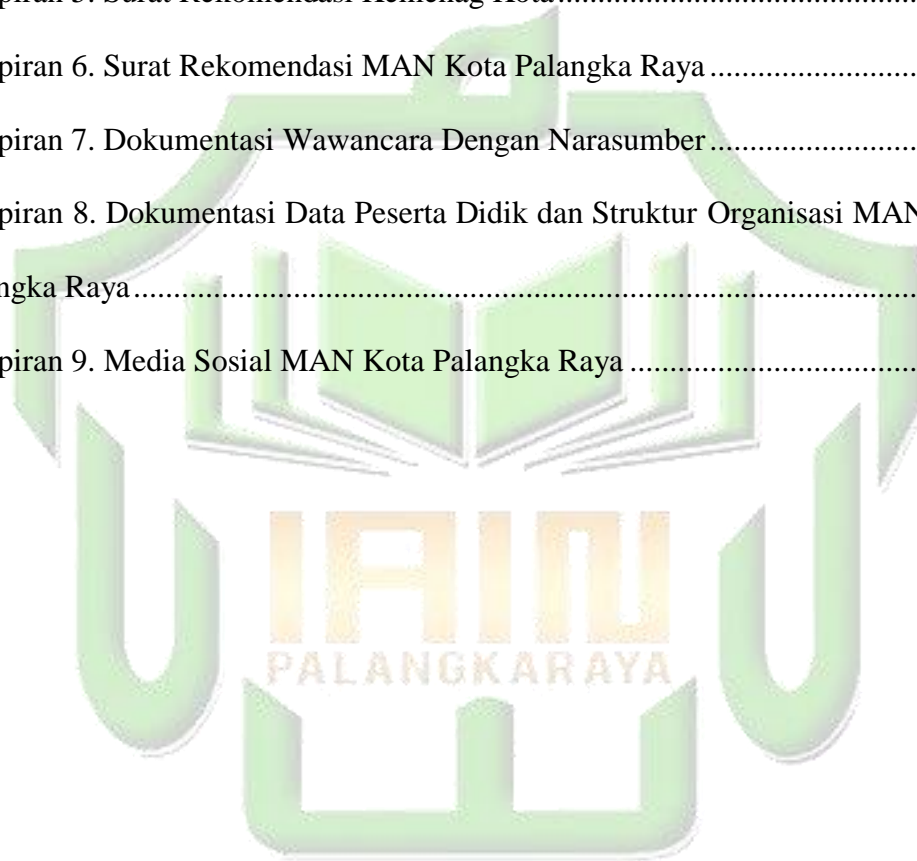 piran 5. Surat Rekomendasi Kemenag Kota........................................
piran 6. Surat Rekomendasi MAN Kota Palangka Raya..........................
piran 7. Dokumentasi Wawancara Dengan Narasumber..........................
piran 8. Dokumentasi Data Peserta Didik dan Struktur Organisasi MAN
ngka Raya....................................................................................................
piran 9. Media Sosial MAN Kota Palangka Raya....................................
IAIN
PALANGKARAYA